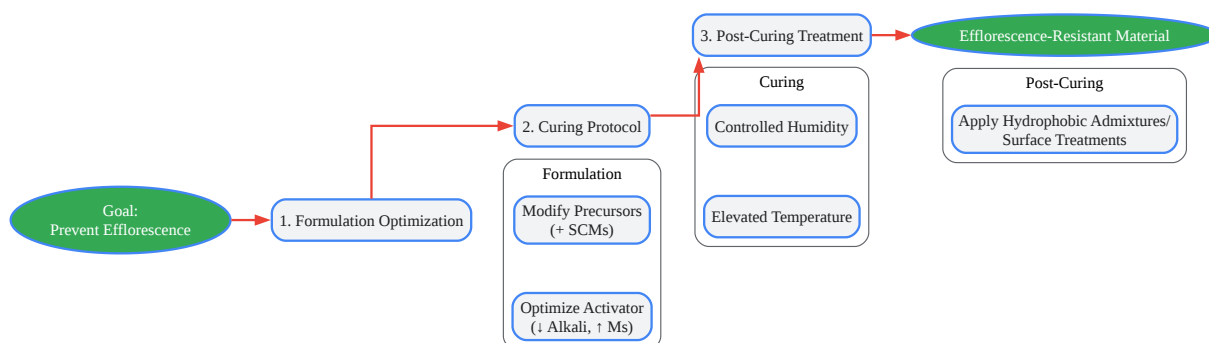 Goal:
Prevent Efflorescence
1. Formulation Optimization
2. Curing Protocol
Formulation
Modify Precursors
(+ SCMs)
Optimize Activator
(↓ Alkali, ↑ Ms)
3. Post-Curing Treatment
Curing
Controlled Humidity
Elevated Temperature
Efflorescence-Resistant Material
Post-Curing
Apply Hydrophobic Admixtures/
Surface Treatments